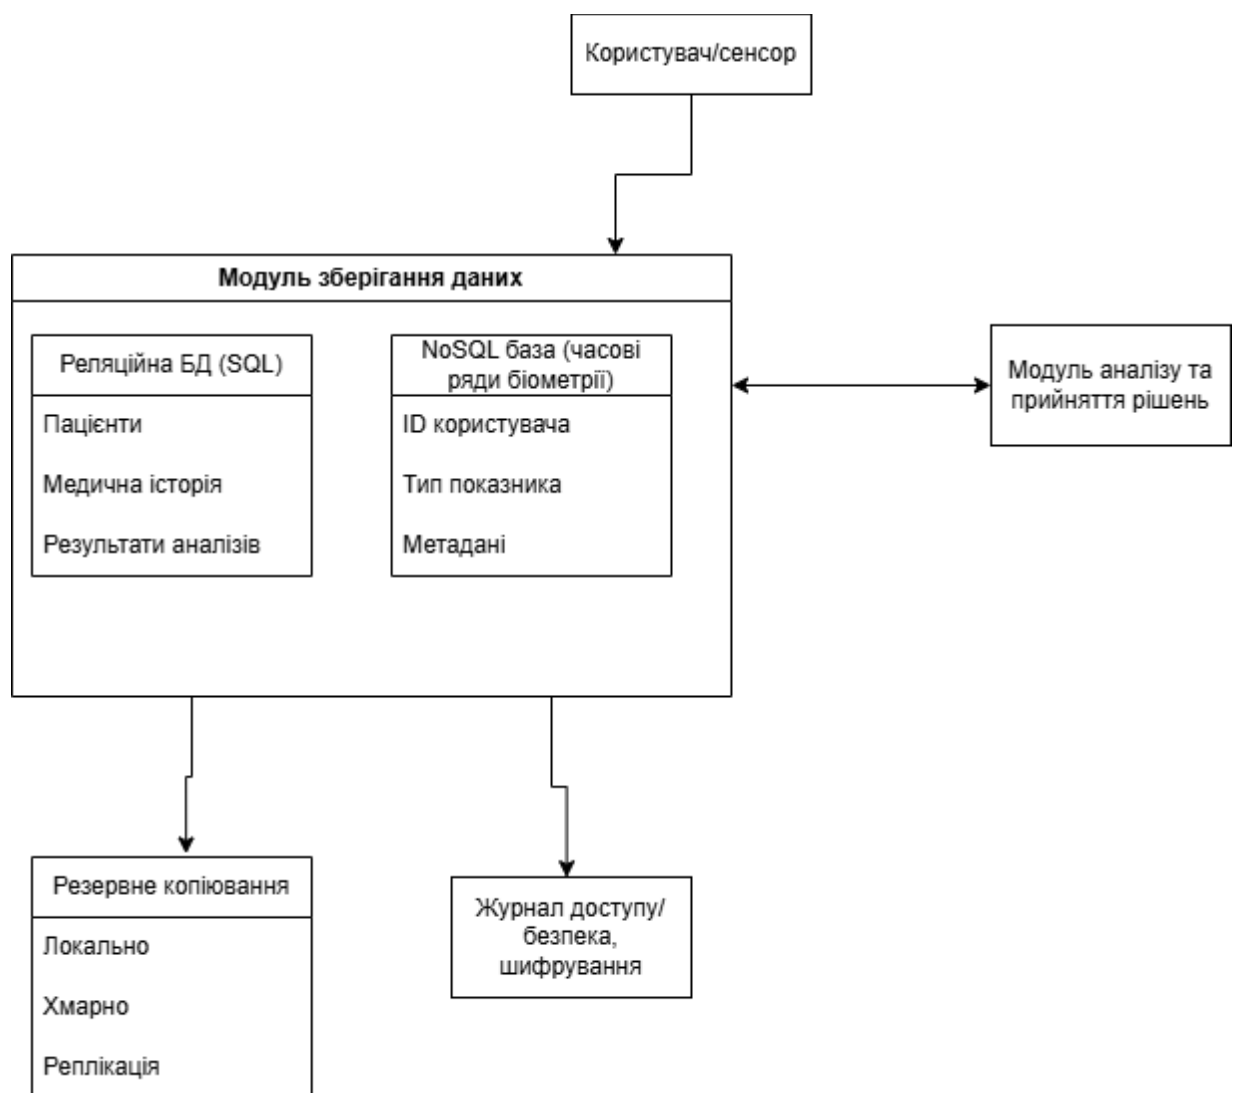 Користувач/сенсор
Модуль зберігання даних
Реляційна БД (SQL)
Пацієнти
Медична історія
Результати аналізів
NoSQL база (часові
ряди біометрії)
ID користувача
Тип показника
Метадані
Модуль аналізу та
прийняття рішень
Резервне копіювання
Локально
Хмарно
Реплікація
Журнал доступу/
безпека,
шифрування